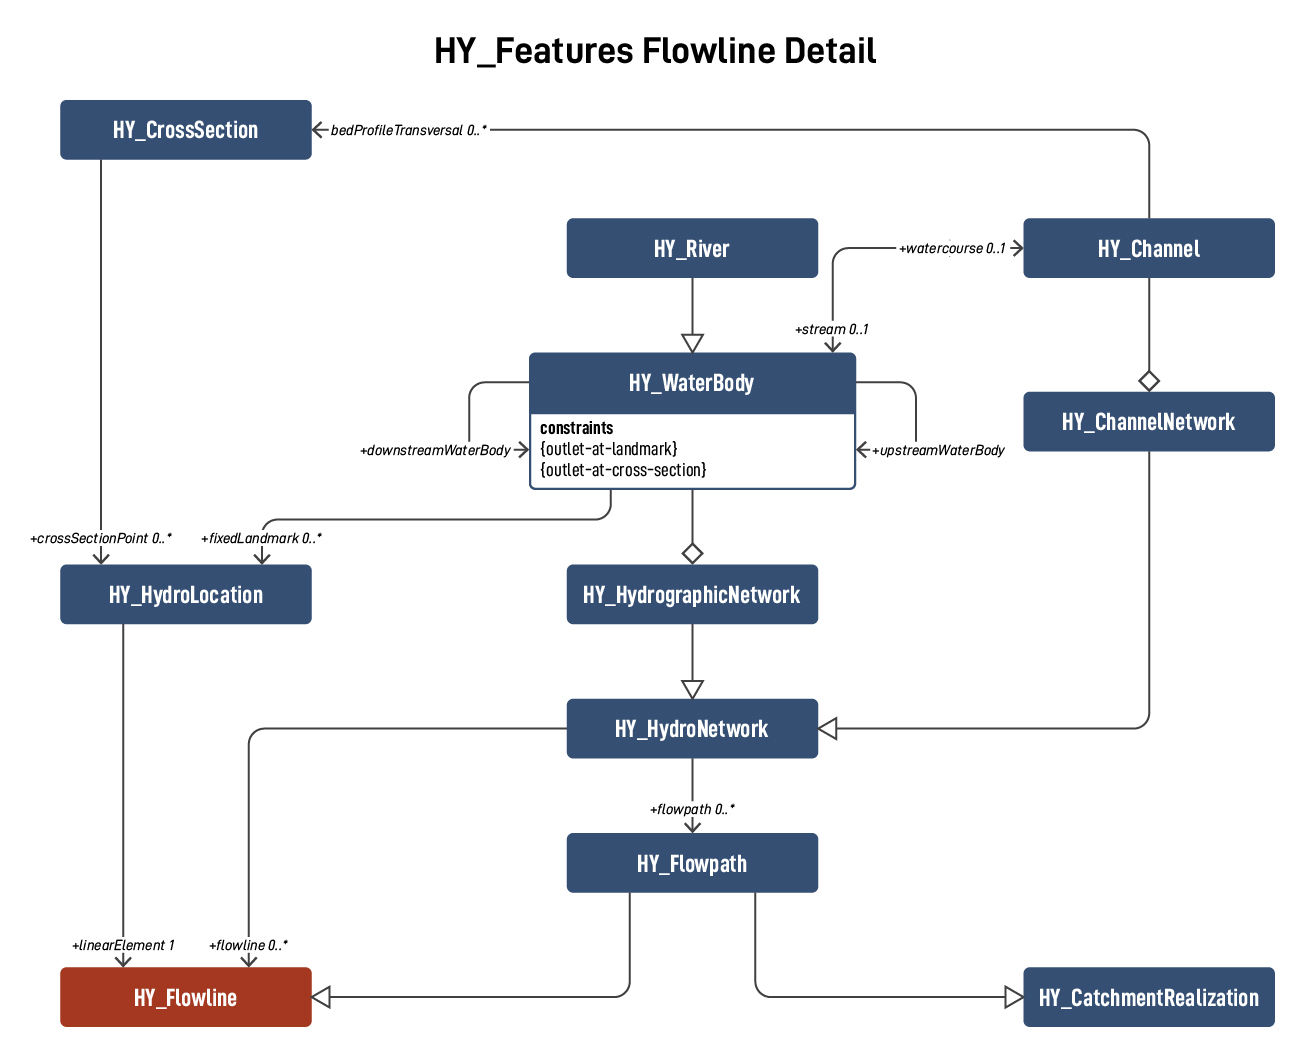 HY_Features Flowline Detail
HY_CrossSection
bedProfileTransversal 0..*
HY_River
+watercourse 0..1
HY_Channel
+stream 0..1
HY_WaterBody
HY_ChannelNetwork
constraints
{outlet-at-landmark}
{outlet-at-cross-section}
+downstreamWaterBody
+upstreamWaterBody
+crossSectionPoint 0..*
+fixedLandmark 0..*
HY_HydroLocation
HY_HydrographicNetwork
HY_HydroNetwork
+flowpath 0..*
HY_Flowpath
+linearElement 1
+flowline 0..*
HY_Flowline
HY_CatchmentRealization